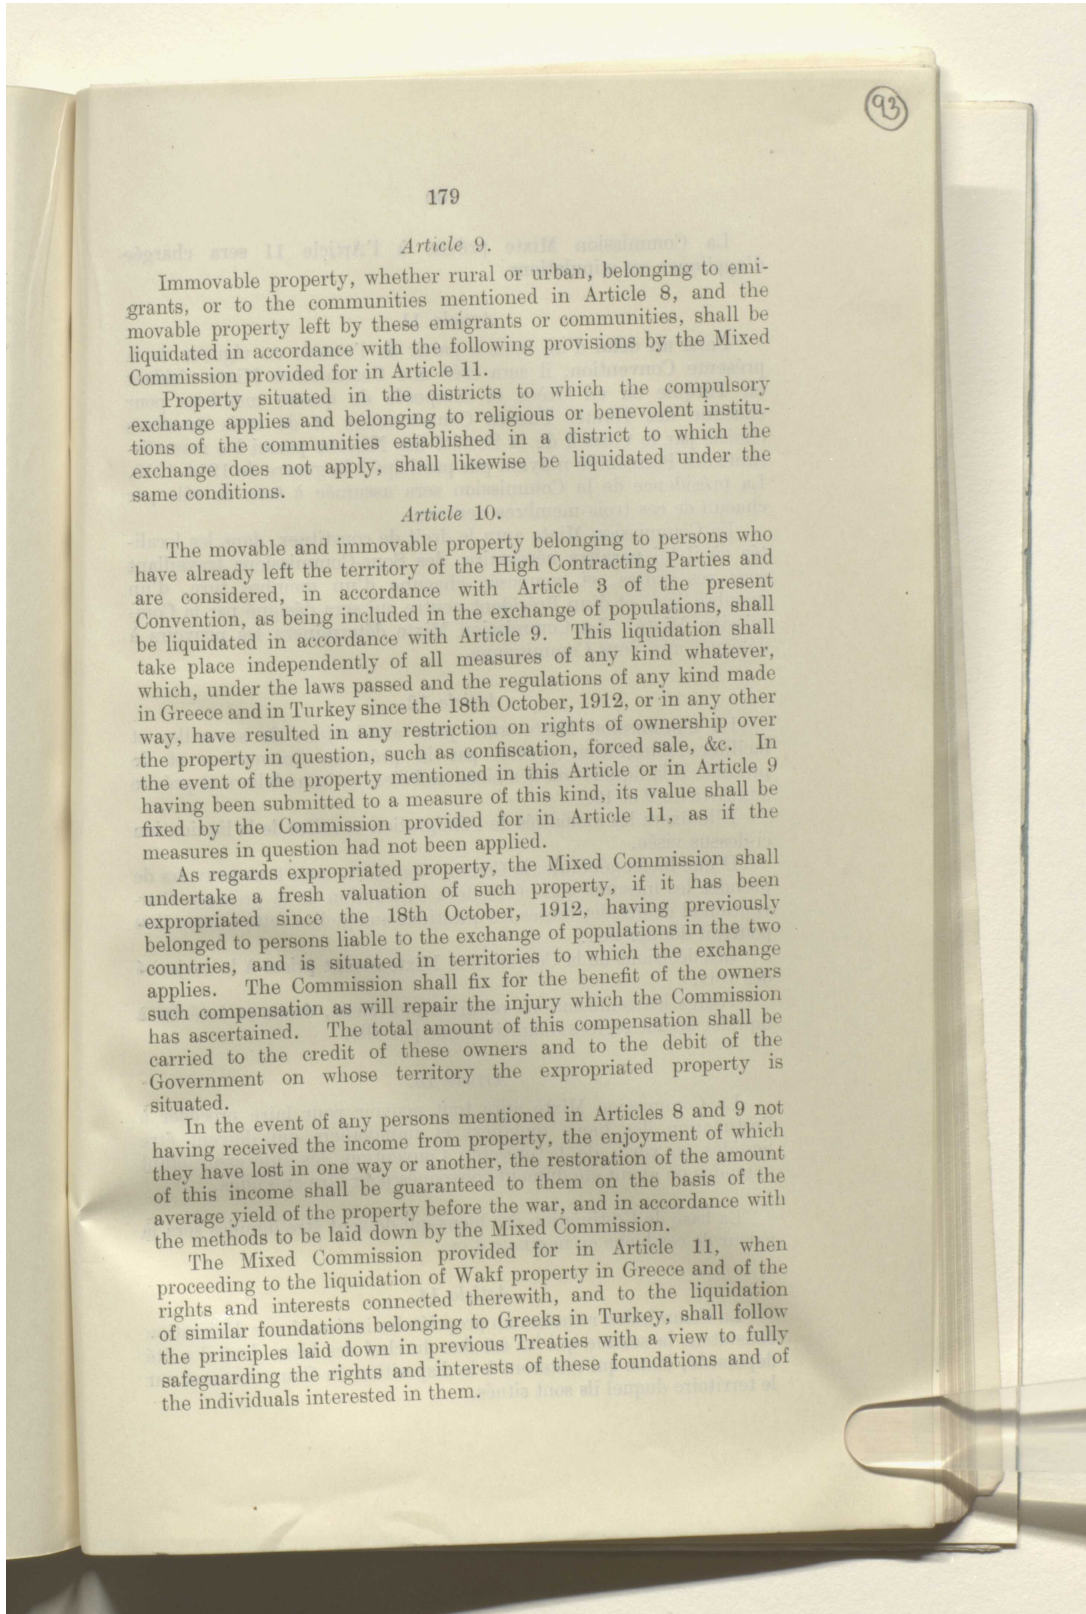 93
179
Article 9.
Immovable property, whether rural or urban, belonging to emi-
grants, or to the communities mentioned in Article 8, and the
movable property left by these emigrants or communities, shall be
liquidated in accordance with the following provisions by the Mixed
Commission provided for in Article 11.
Property situated in the districts to which the compulsory
exchange applies and belonging to religious or benevolent institu-
tions of the communities established in a district to which the
exchange does not apply, shall likewise be liquidated under the
same conditions.
Article 10.
The movable and immovable property belonging to persons who
have already left the territory of the High Contracting Parties and
are considered, in accordance with Article 3 of the present
Convention, as being included in the exchange of populations, shall
be liquidated in accordance with Article 9. This liquidation shall
take place independently of all measures of any kind whatever,
which, under the laws passed and the regulations of any kind made
in Greece and in Turkey since the 18th October, 1912, or in any other
way, have resulted in any restriction on rights of ownership over
the property in question, such as confiscation, forced sale, &c. In
the event of the property mentioned in this Article or in Article 9
having been submitted to a measure of this kind, its value shall be
fixed by the Commission provided for in Article 11, as if the
measures in question had not been applied.
As regards expropriated property, the Mixed Commission shall
undertake a fresh valuation of such property, if it has been
expropriated since the 18th October, 1912, having previously
belonged to persons liable to the exchange of populations in the two
countries, and is situated in territories to which the exchange
applies. The Commission shall fix for the benefit of the owners
such compensation as will repair the injury which the Commission
has ascertained. The total amount of this compensation shall be
carried to the credit of these owners and to the debit of the
Government on whose territory the expropriated property is
situated.
In the event of any persons mentioned in Articles 8 and 9 not
having received the income from property, the enjoyment of which
they have lost in one way or another, the restoration of the amount
of this income shall be guaranteed to them on the basis of the
average yield of the property before the war, and in accordance with
the methods to be laid down by the Mixed Commission.
The Mixed Commission provided for in Article 11, when
proceeding to the liquidation of Wakf property in Greece and of the
rights and interests connected therewith, and to the liquidation
of similar foundations belonging to Greeks in Turkey, shall follow
the principles laid down in previous Treaties with a view to fully
safeguarding the rights and interests of these foundations and of
the individuals interested in them.